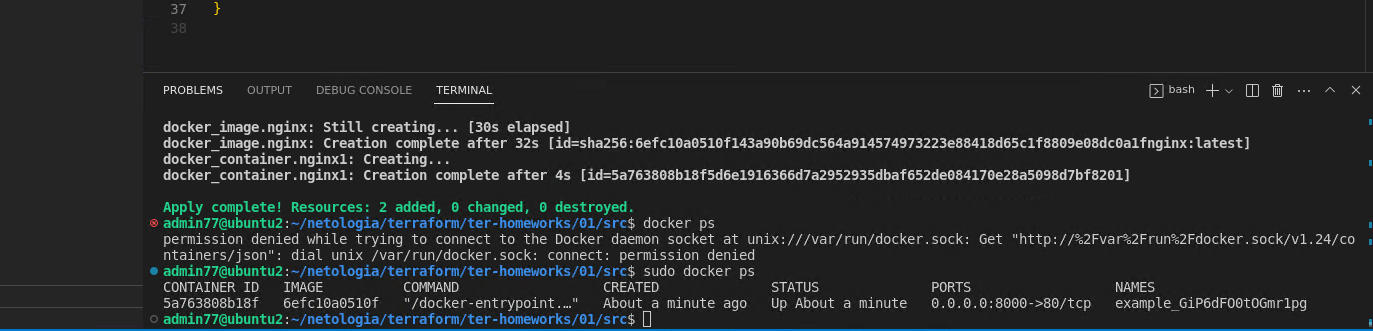 37 }
38
PROBLEMS OUTPUT DEBUG CONSOLE TERMINAL bash
docker_image.nginx: Still creating... [30s elapsed]
docker_image.nginx: Creation complete after 32s [id=sha256:6efc10a0510f143a90b69dc564a914574973223e88418d65c1f8809e08dc0a1fnginx:latest]
docker_container.nginx1: Creating...
docker_container.nginx1: Creation complete after 4s [id=5a763808b18f5d6e1916366d7a2952935dbaf652de084170e28a5098d7bf8201]
Apply complete! Resources: 2 added, 0 changed, 0 destroyed.
admin77@ubuntu2:~/netologia/terraform/ter-homeworks/01/src$ docker ps
permission denied while trying to connect to the Docker daemon socket at unix:///var/run/docker.sock: Get "http://%2Fvar%2Frun%2Fdocker.sock/v1.24/co
ntainers/json": dial unix /var/run/docker.sock: connect: permission denied
admin77@ubuntu2:~/netologia/terraform/ter-homeworks/01/src$ sudo docker ps
CONTAINER ID IMAGE COMMAND CREATED STATUS PORTS NAMES
5a763808b18f 6efc10a0510f "/docker-entrypoint.…" About a minute ago Up About a minute 0.0.0.0:8000->80/tcp example_GiP6dFO0tOGmr1pg
admin77@ubuntu2:~/netologia/terraform/ter-homeworks/01/src$